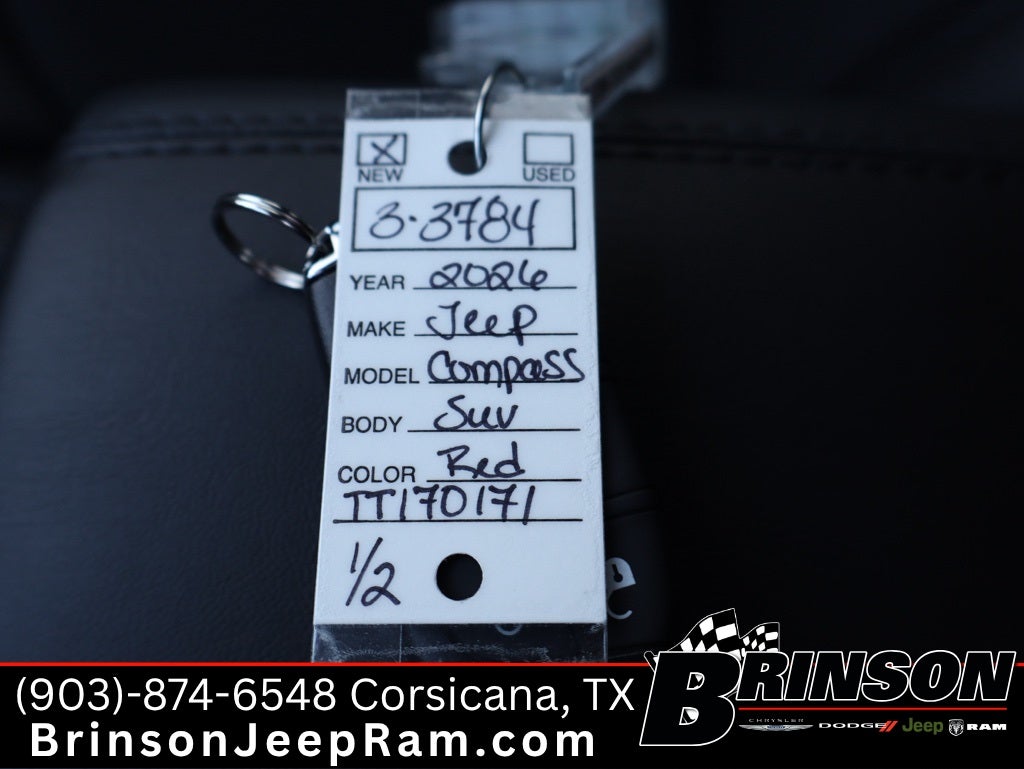 NEW USED
3-3784
YEAR 2026
MAKE Jeep
MODEL Compass
BODY Suv
COLOR Red
TT170171
1/2
(903)-874-6548 Corsicana, TX
BrinsonJeepRam.com
BRINSON
CHRYSLER DODGE// Jeep RAM